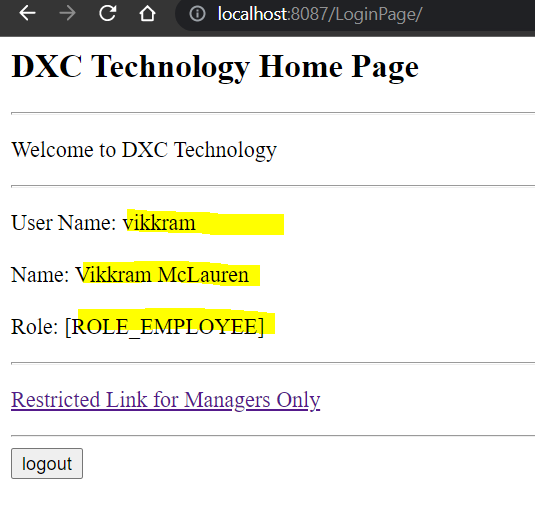 localhost:8087/LoginPage/
DXC Technology Home Page
Welcome to DXC Technology
User Name: vikkram
Name: Vikkram McLauren
Role: [ROLE_EMPLOYEE]
Restricted Link for Managers Only
logout